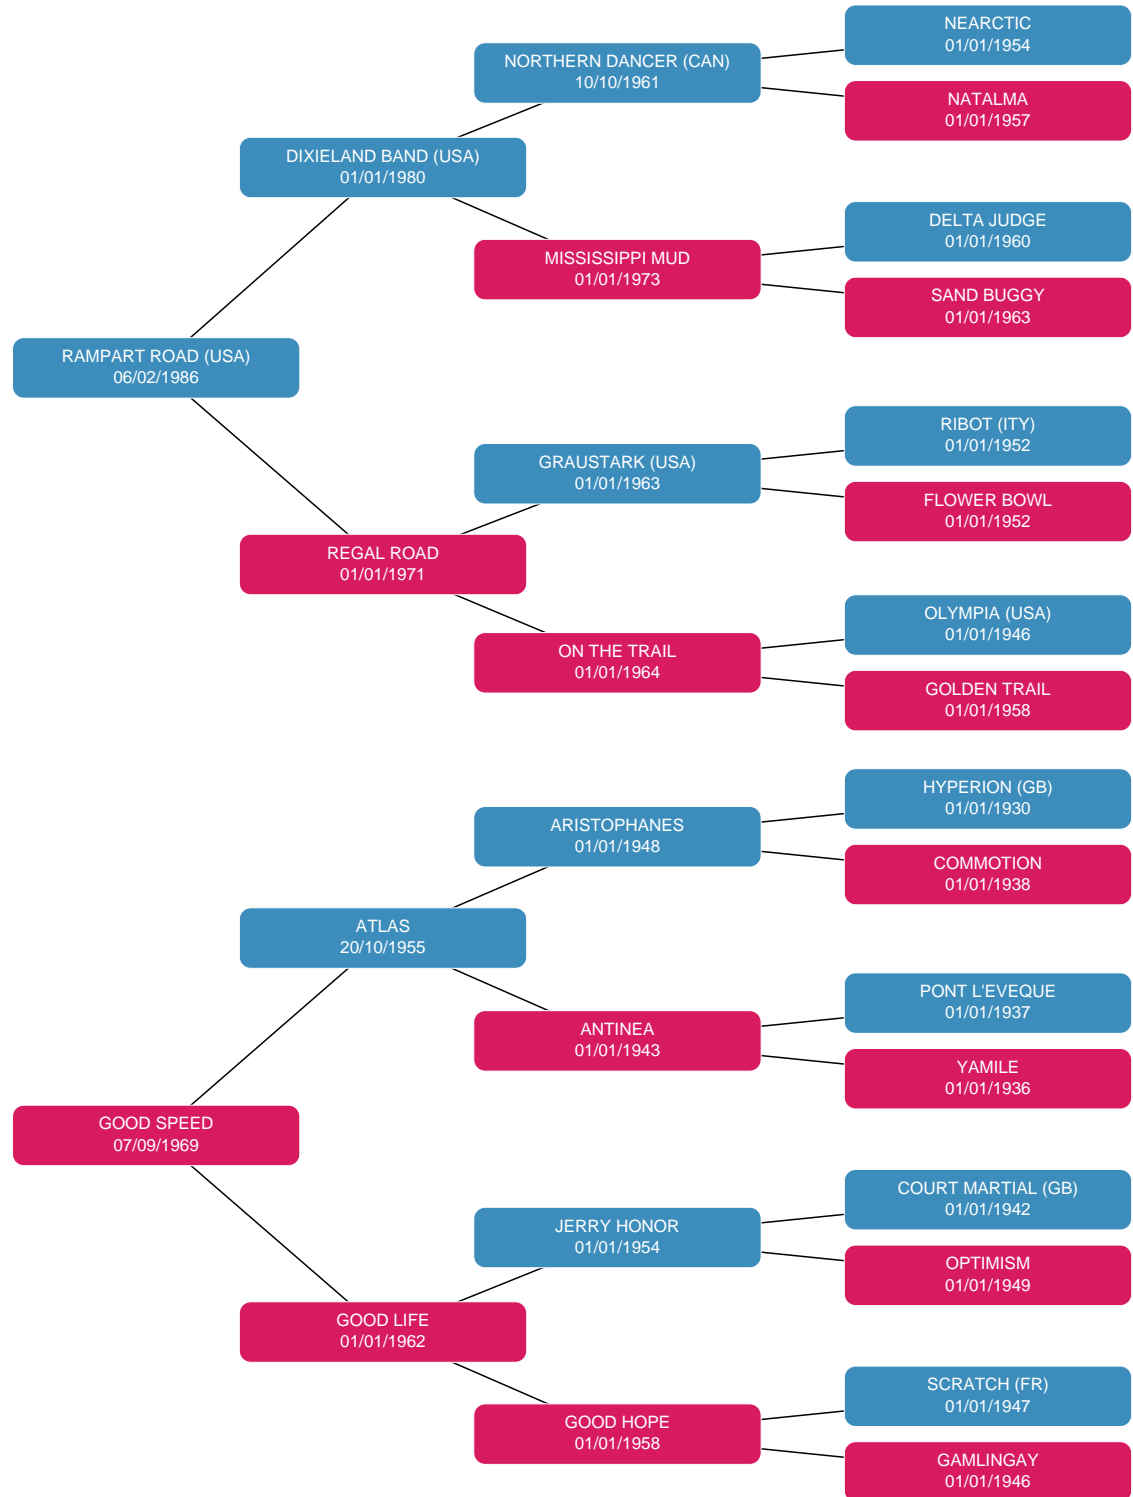 NEARCTIC
01/01/1954
NORTHERN DANCER (CAN)
10/10/1961
NATALMA
01/01/1957
DIXIELAND BAND (USA)
01/01/1980
DELTA JUDGE
01/01/1960
MISSISSIPPI MUD
01/01/1973
SAND BUGGY
01/01/1963
RAMPART ROAD (USA)
06/02/1986
RIBOT (ITY)
01/01/1952
GRAUSTARK (USA)
01/01/1963
FLOWER BOWL
01/01/1952
REGAL ROAD
01/01/1971
OLYMPIA (USA)
01/01/1946
ON THE TRAIL
01/01/1964
GOLDEN TRAIL
01/01/1958
HYPERION (GB)
01/01/1930
ARISTOPHANES
01/01/1948
COMMOTION
01/01/1938
ATLAS
20/10/1955
PONT L'EVEQUE
01/01/1937
ANTINEA
01/01/1943
YAMILE
01/01/1936
GOOD SPEED
07/09/1969
COURT MARTIAL (GB)
01/01/1942
JERRY HONOR
01/01/1954
OPTIMISM
01/01/1949
GOOD LIFE
01/01/1962
SCRATCH (FR)
01/01/1947
GOOD HOPE
01/01/1958
GAMLINGAY
01/01/1946